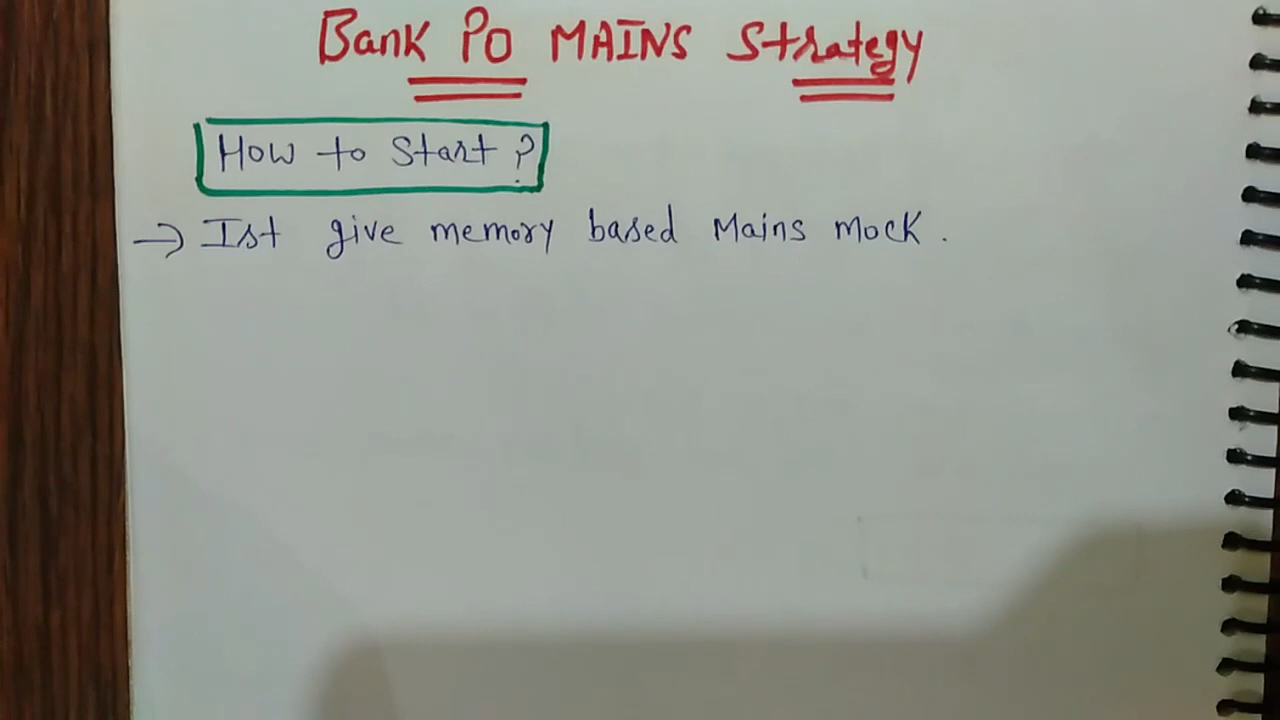 Bank PO MAINS Strategy
How to Start ?
→ Ist give memory based Mains mock.